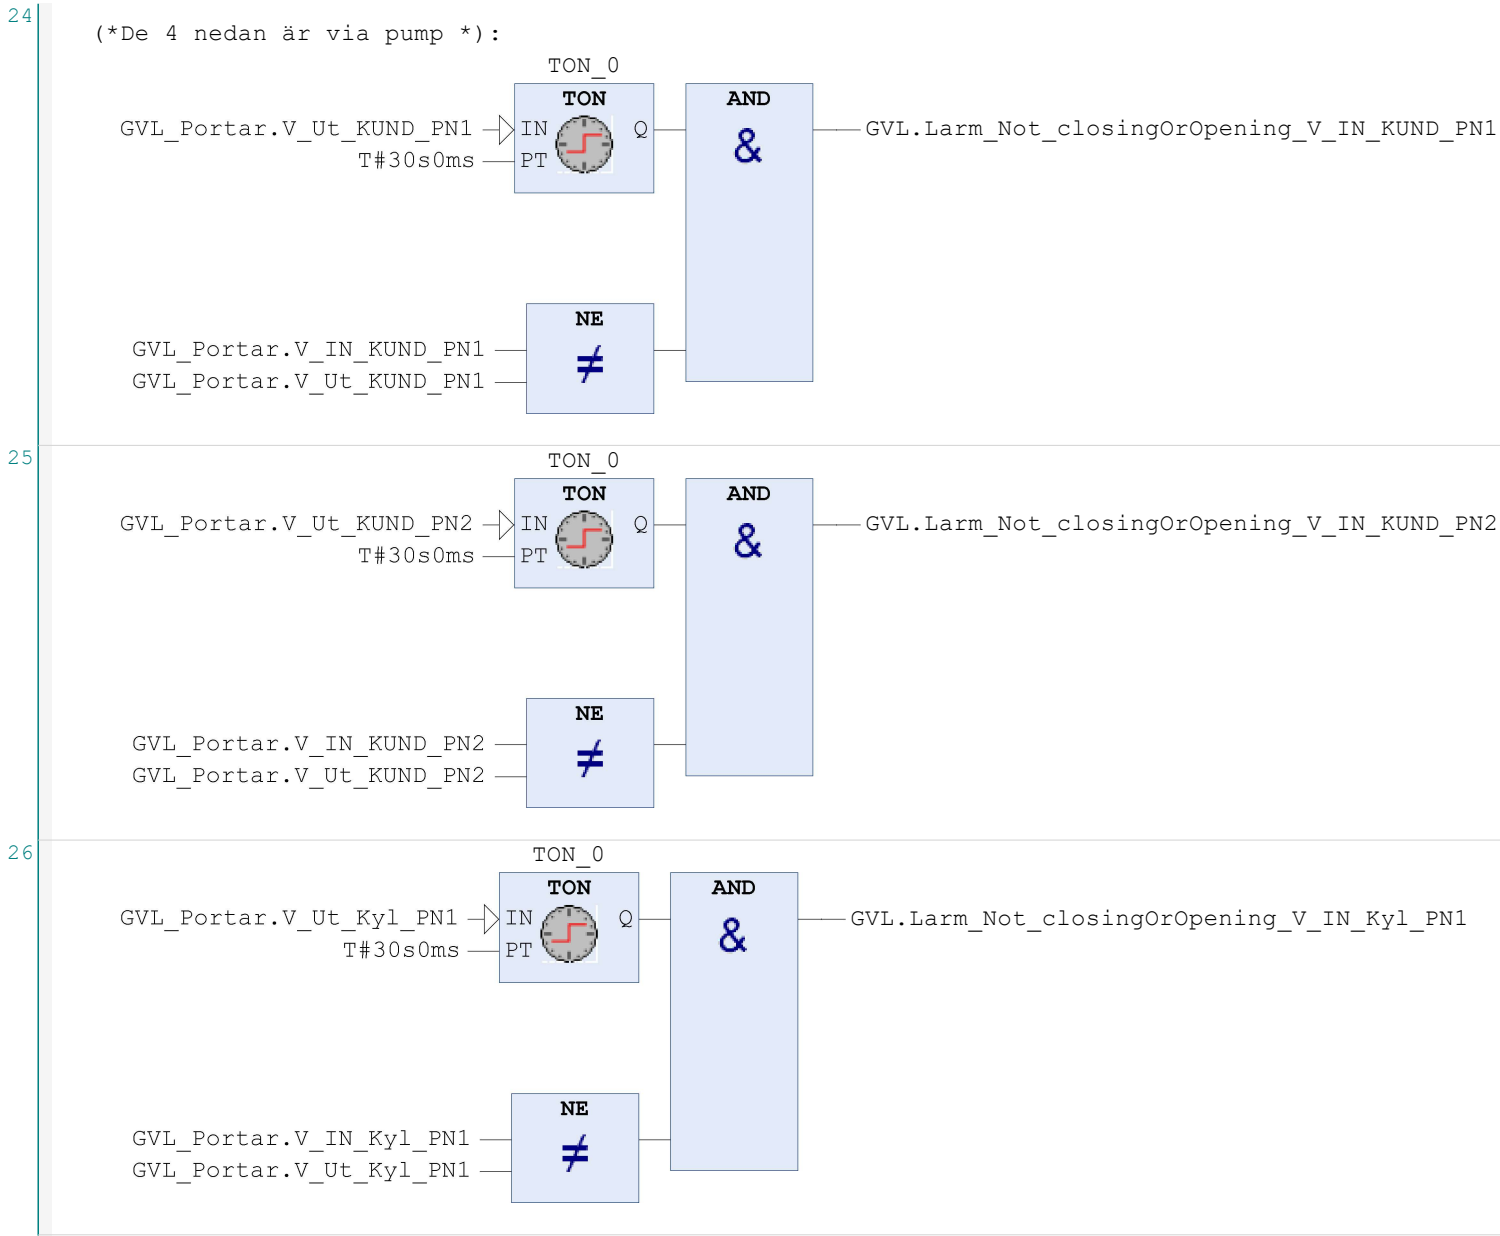 24
(*De 4 nedan är via pump *):
TON_0
TON
AND
GVL_Portar.V_Ut_KUND_PN1
IN
Q
&
GVL.Larm_Not_closingOrOpening_V_IN_KUND_PN1
T#30s0ms
PT
NE
GVL_Portar.V_IN_KUND_PN1
≠
GVL_Portar.V_Ut_KUND_PN1
25
TON_0
TON
AND
GVL_Portar.V_Ut_KUND_PN2
IN
Q
&
GVL.Larm_Not_closingOrOpening_V_IN_KUND_PN2
T#30s0ms
PT
NE
GVL_Portar.V_IN_KUND_PN2
≠
GVL_Portar.V_Ut_KUND_PN2
26
TON_0
TON
AND
GVL_Portar.V_Ut_Kyl_PN1
IN
Q
&
GVL.Larm_Not_closingOrOpening_V_IN_Kyl_PN1
T#30s0ms
PT
NE
GVL_Portar.V_IN_Kyl_PN1
≠
GVL_Portar.V_Ut_Kyl_PN1